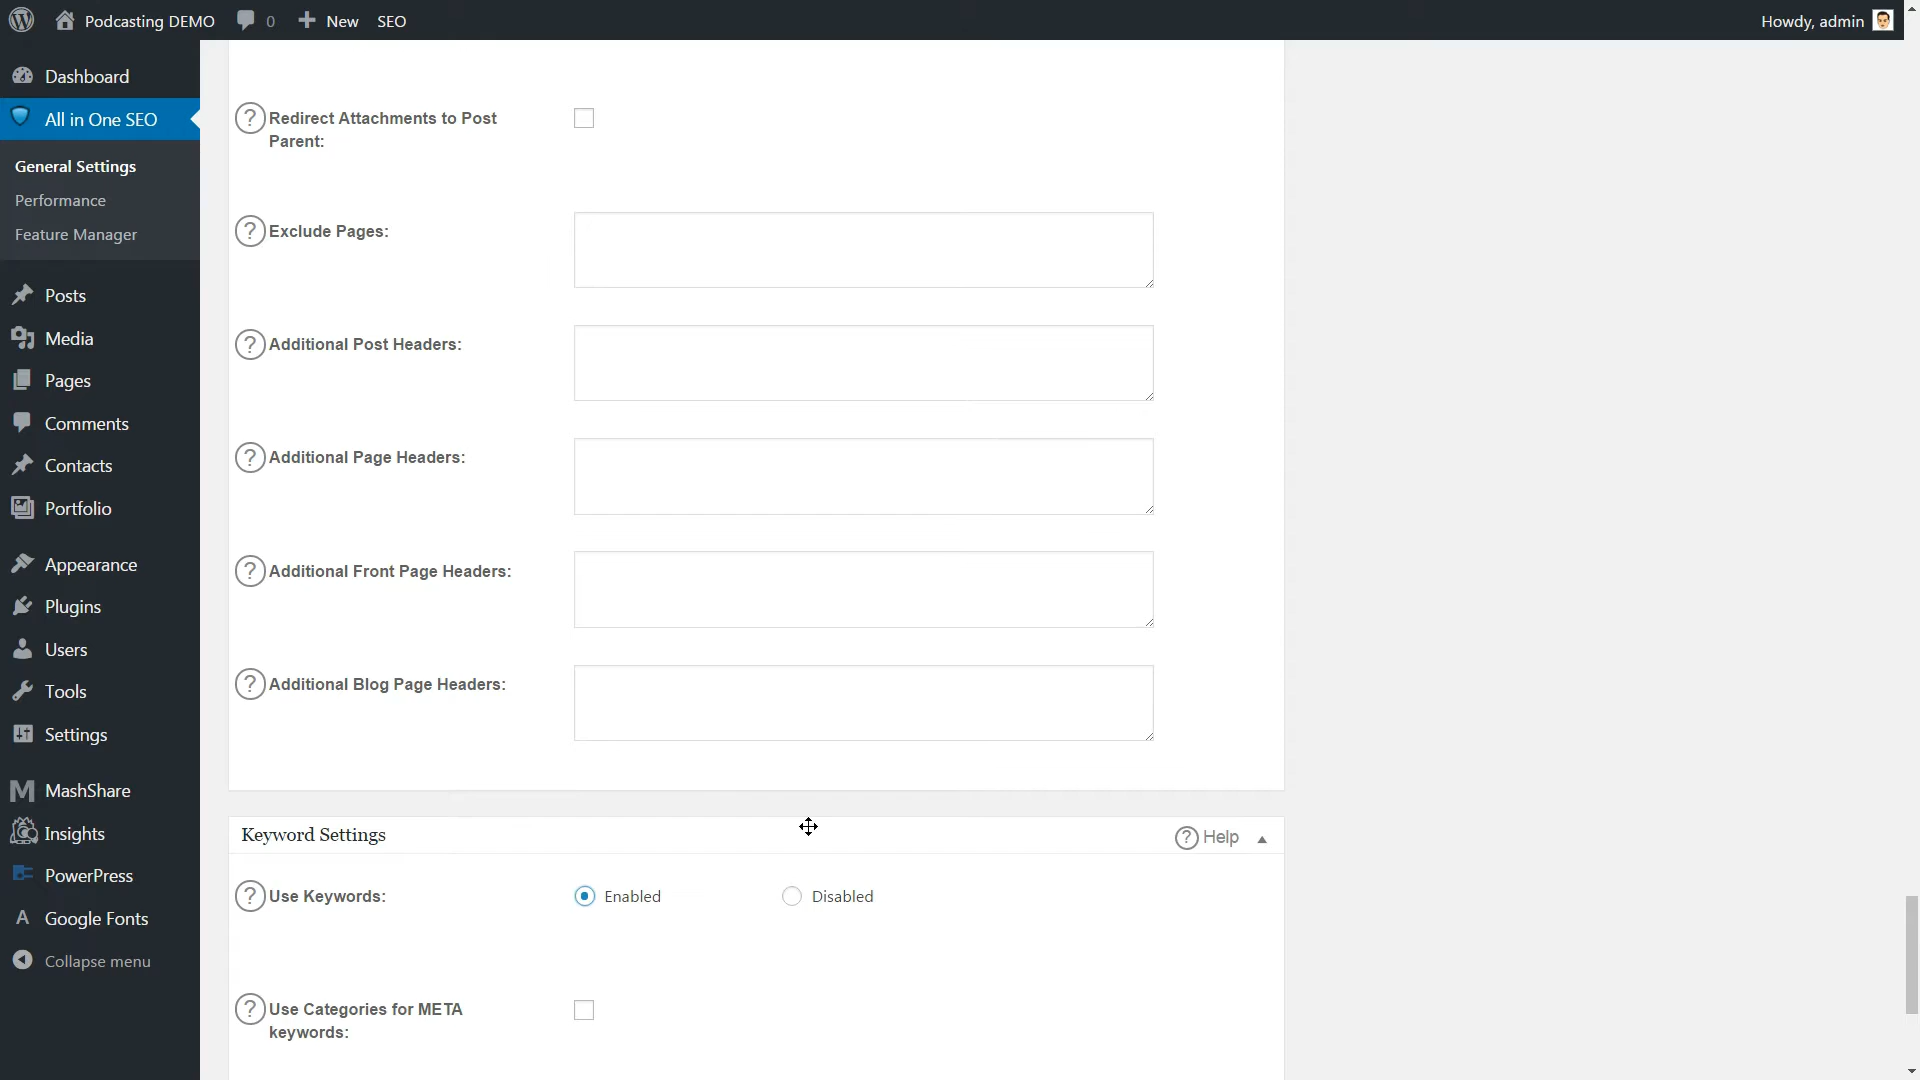 Podcasting DEMO
0
New
SEO
Howdy, admin
Dashboard
All in One SEO
General Settings
Performance
Feature Manager
Posts
Media
Pages
Comments
Contacts
Portfolio
Appearance
Plugins
Users
Tools
Settings
MashShare
Insights
PowerPress
Google Fonts
Collapse menu
? Redirect Attachments to Post
Parent:
? Exclude Pages:
? Additional Post Headers:
? Additional Page Headers:
? Additional Front Page Headers:
? Additional Blog Page Headers:
Keyword Settings
? Help
? Use Keywords:
Enabled
Disabled
? Use Categories for META
keywords: